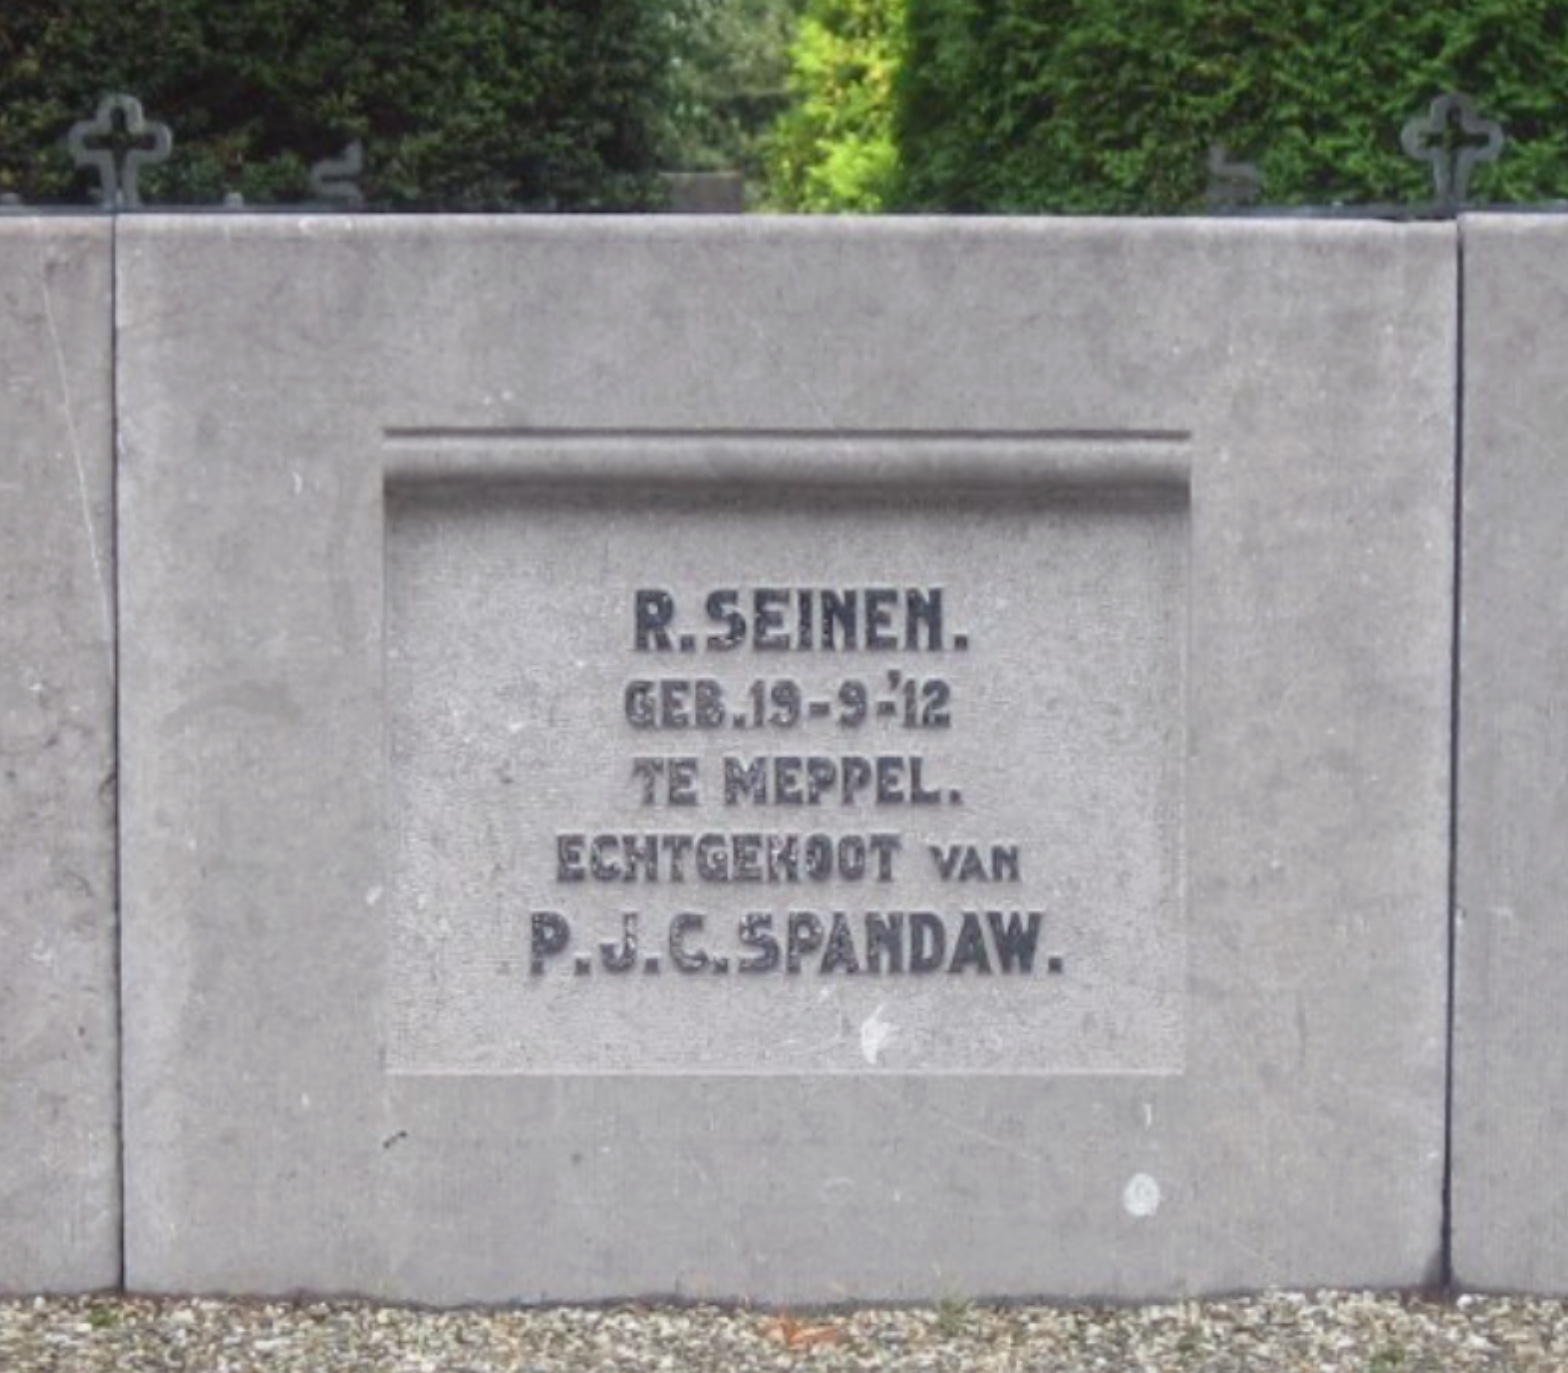 R. SEINEN.
GEB. 19-9-'12
TE MEPPEL.
ECHTGENOOT VAN
P.J.C. SPANDAW.